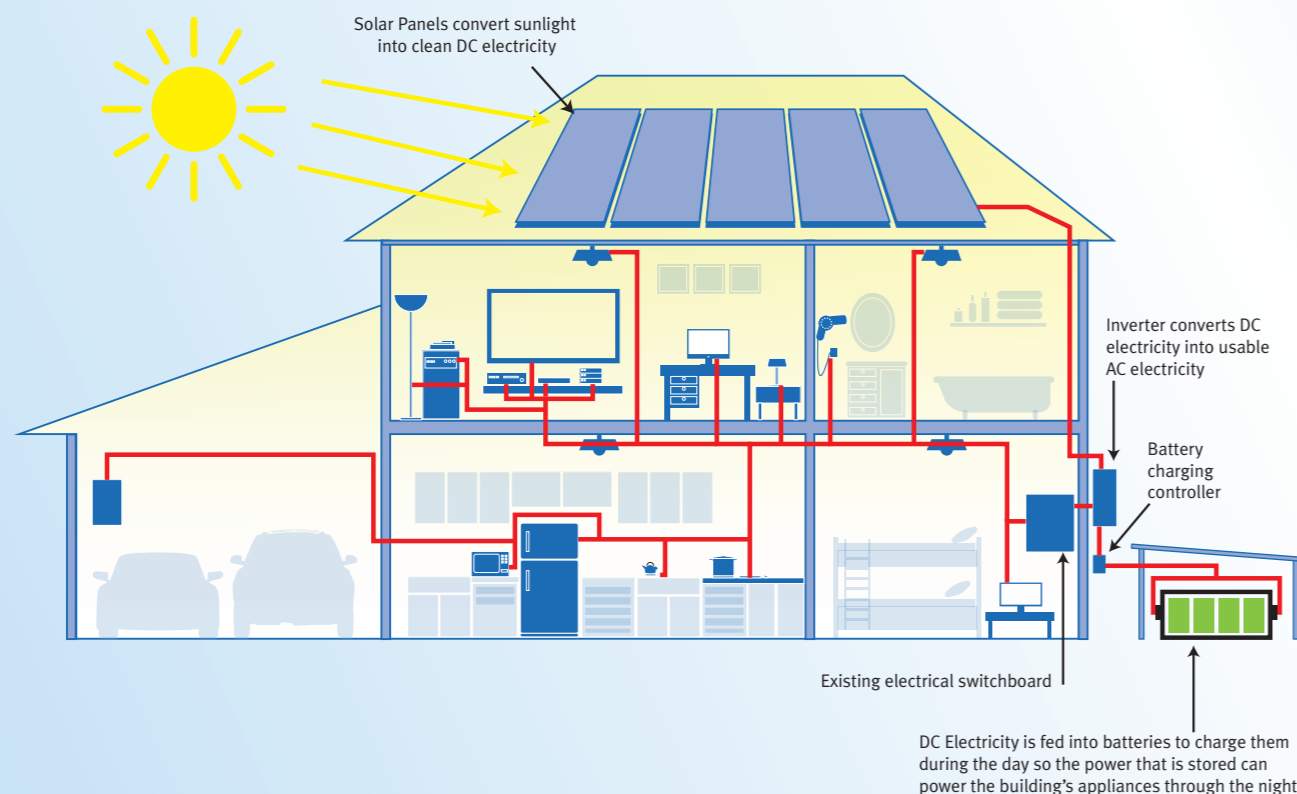 Solar Panels convert sunlight
into clean DC electricity
Inverter converts DC
electricity into usable
AC electricity
Battery
charging
controller
Existing electrical switchboard
DC Electricity is fed into batteries to charge them
during the day so the power that is stored can
power the building’s appliances through the night